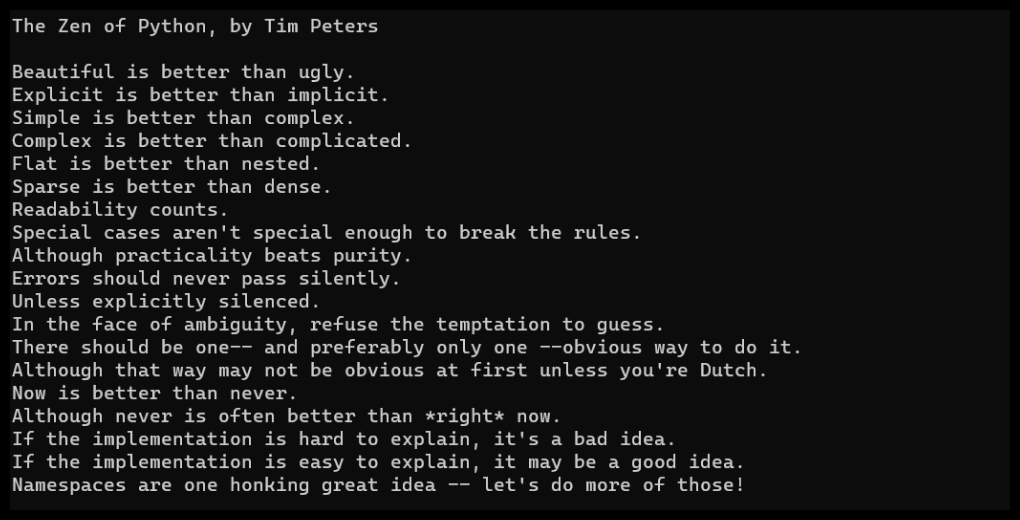 The Zen of Python, by Tim Peters

Beautiful is better than ugly.
Explicit is better than implicit.
Simple is better than complex.
Complex is better than complicated.
Flat is better than nested.
Sparse is better than dense.
Readability counts.
Special cases aren't special enough to break the rules.
Although practicality beats purity.
Errors should never pass silently.
Unless explicitly silenced.
In the face of ambiguity, refuse the temptation to guess.
There should be one-- and preferably only one --obvious way to do it.
Although that way may not be obvious at first unless you're Dutch.
Now is better than never.
Although never is often better than *right* now.
If the implementation is hard to explain, it's a bad idea.
If the implementation is easy to explain, it may be a good idea.
Namespaces are one honking great idea -- let's do more of those!